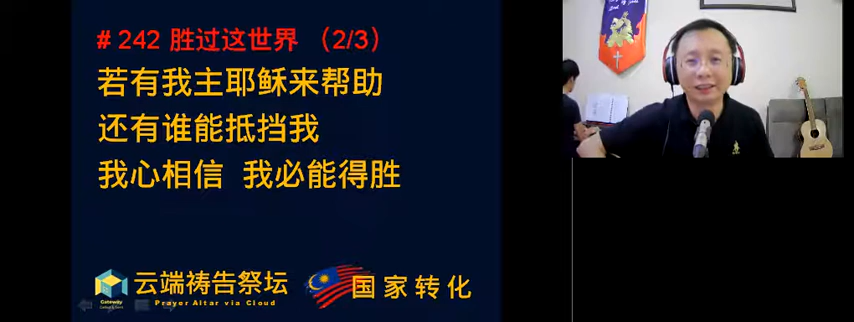 # 242 胜过这世界 （2/3）
若有我主耶稣来帮助
还有谁能抵挡我
我心相信 我必能得胜
云端祷告祭坛
Prayer Altar via Cloud
Gateway
国家转化